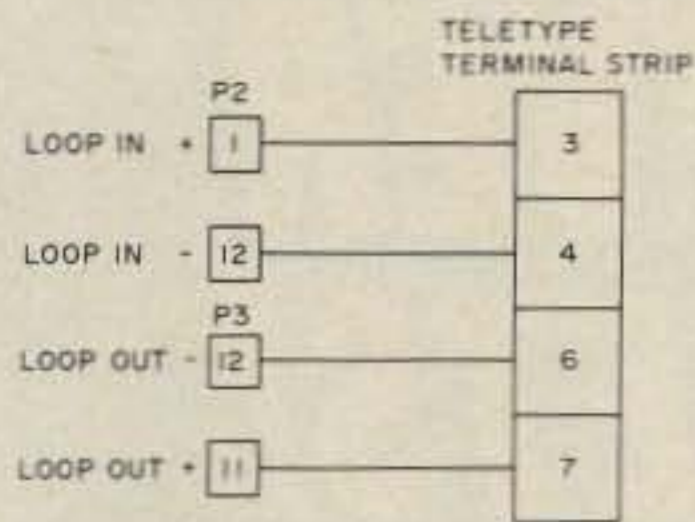 TELETYPE
TERMINAL STRIP
P2
LOOP IN + 1 3
LOOP IN - 12 4
P3
LOOP OUT - 12 6
LOOP OUT + 11 7